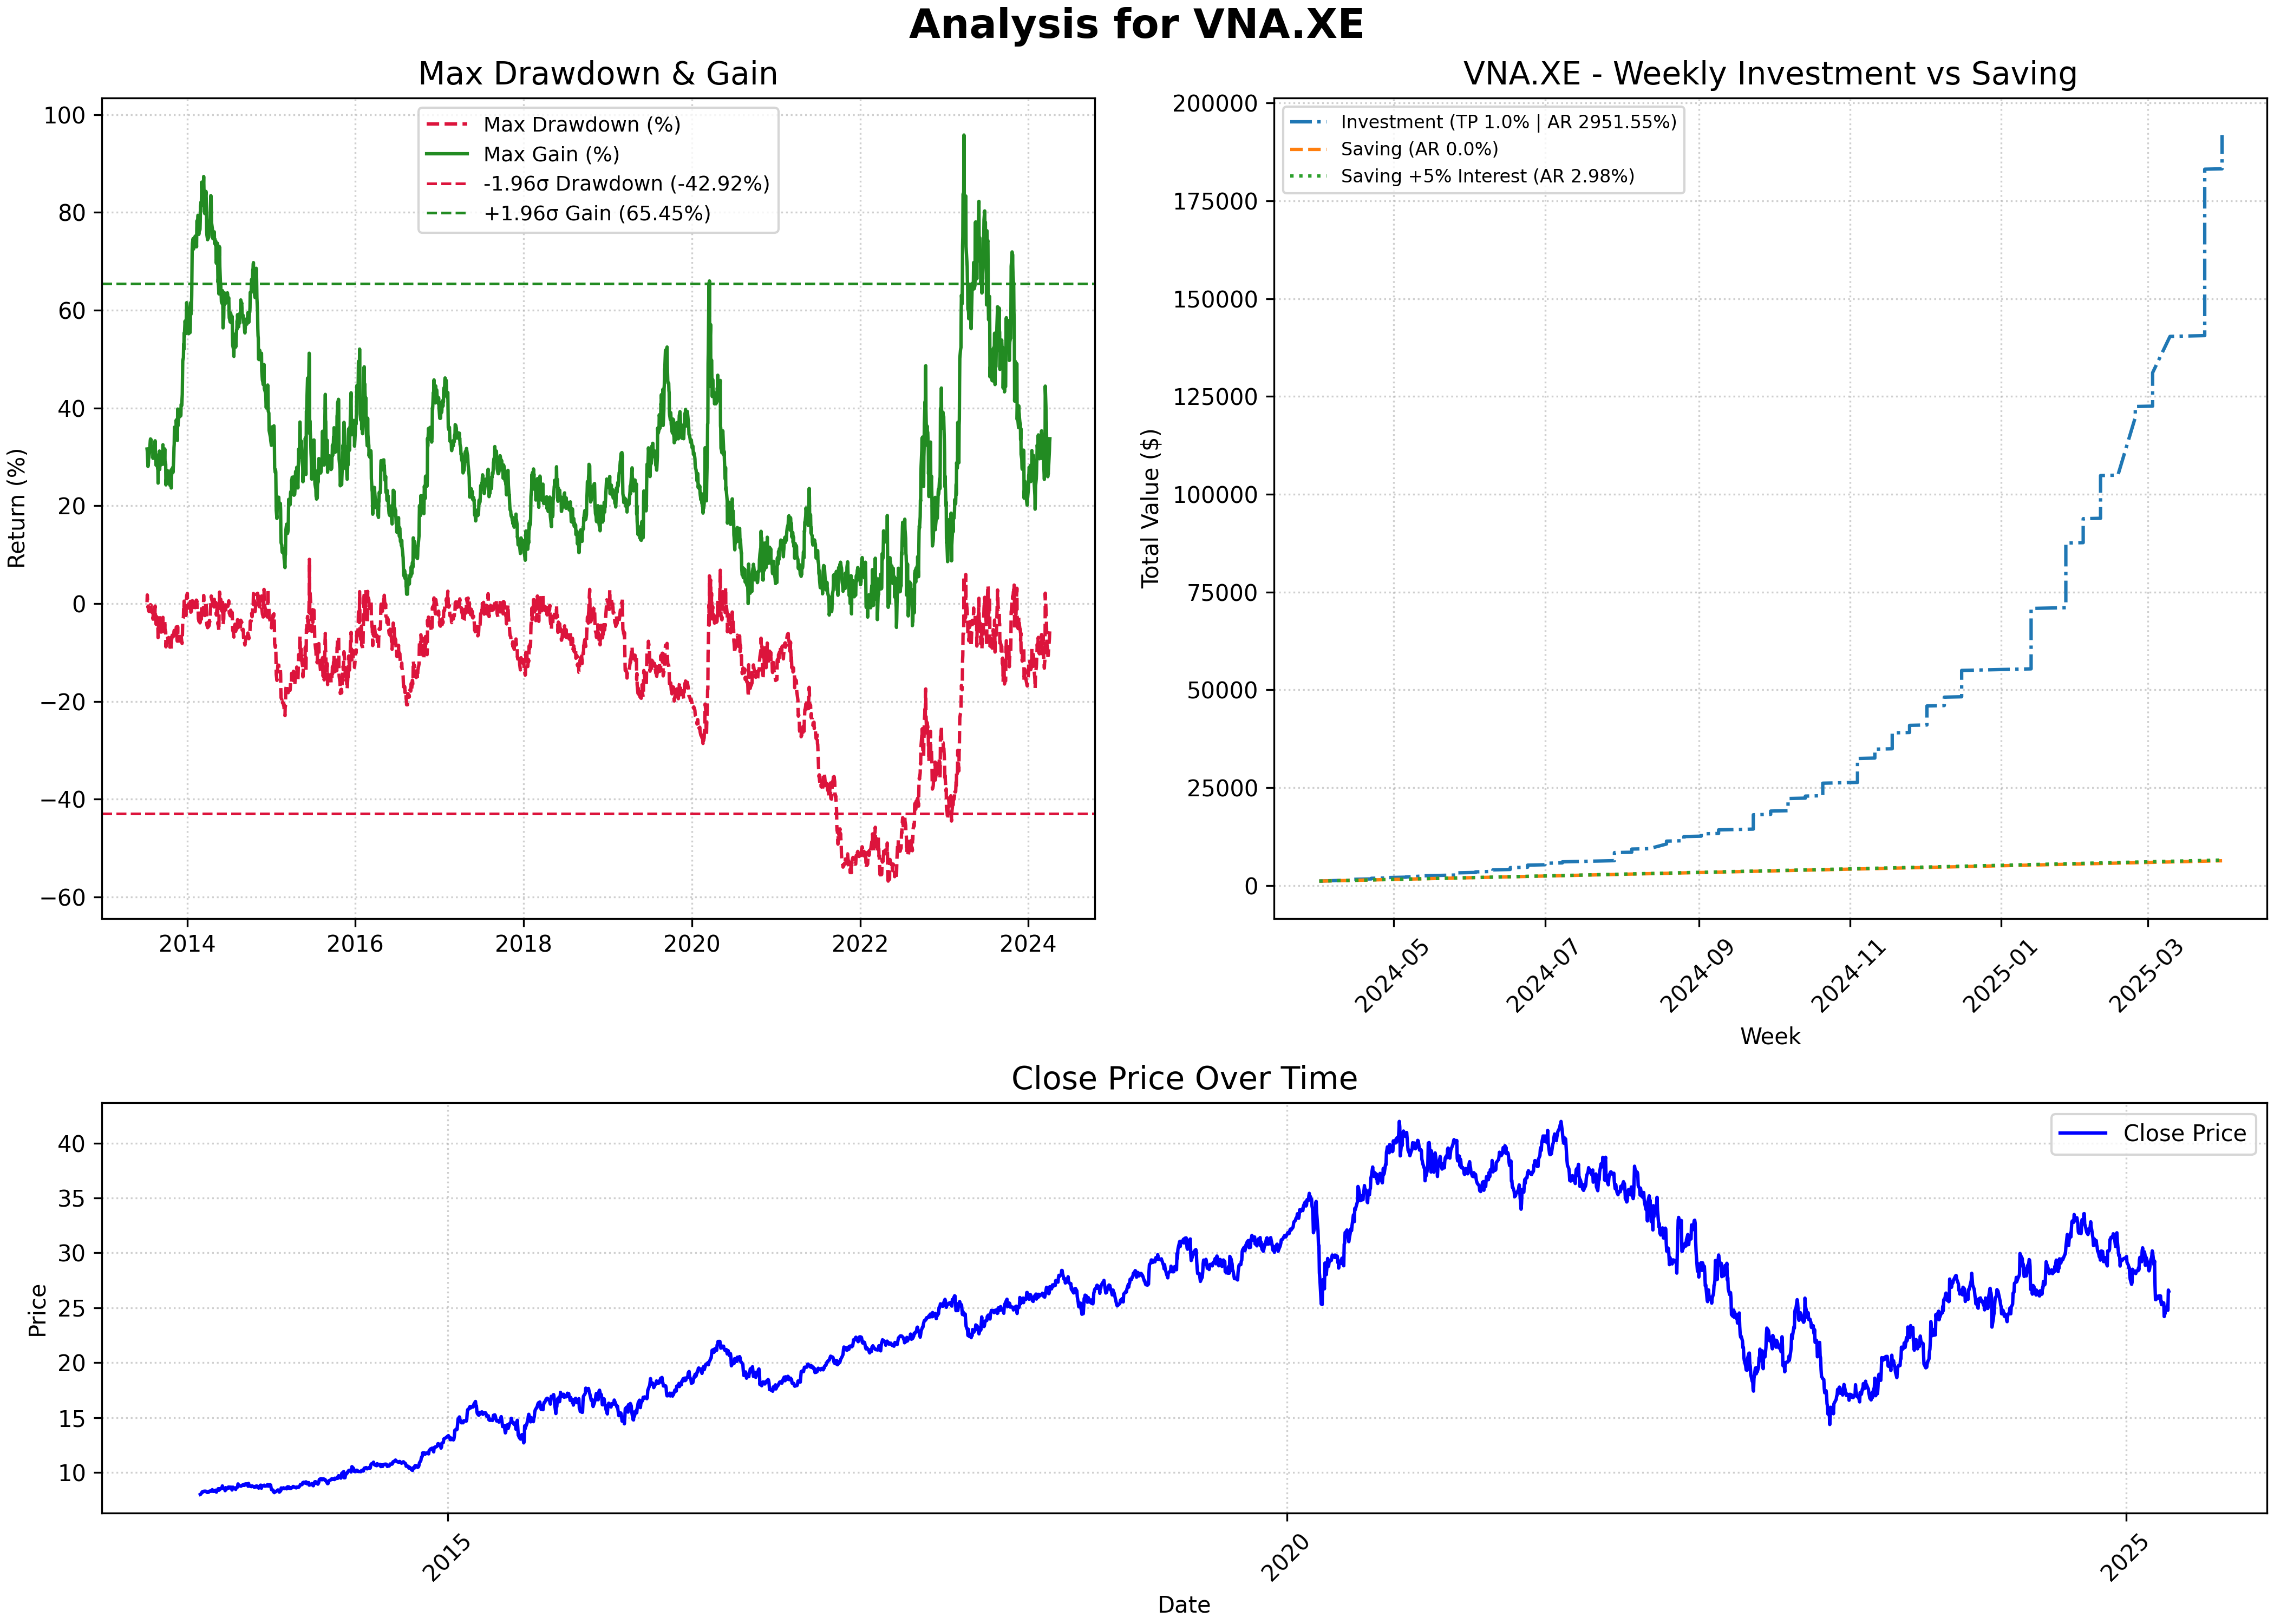 Analysis for VNA.XE
Max Drawdown & Gain
Max Drawdown (%)
Max Gain (%)
-1.96σ Drawdown (-42.92%)
+1.96σ Gain (65.45%)
Return (%)
100
80
60
40
20
0
−20
−40
−60
2014
2016
2018
2020
2022
2024
VNA.XE - Weekly Investment vs Saving
Investment (TP 1.0% | AR 2951.55%)
Saving (AR 0.0%)
Saving +5% Interest (AR 2.98%)
Total Value ($)
200000
175000
150000
125000
100000
75000
50000
25000
0
2024-05
2024-07
2024-09
2024-11
2025-01
2025-03
Week
Close Price Over Time
Close Price
Price
40
35
30
25
20
15
10
2015
2020
2025
Date